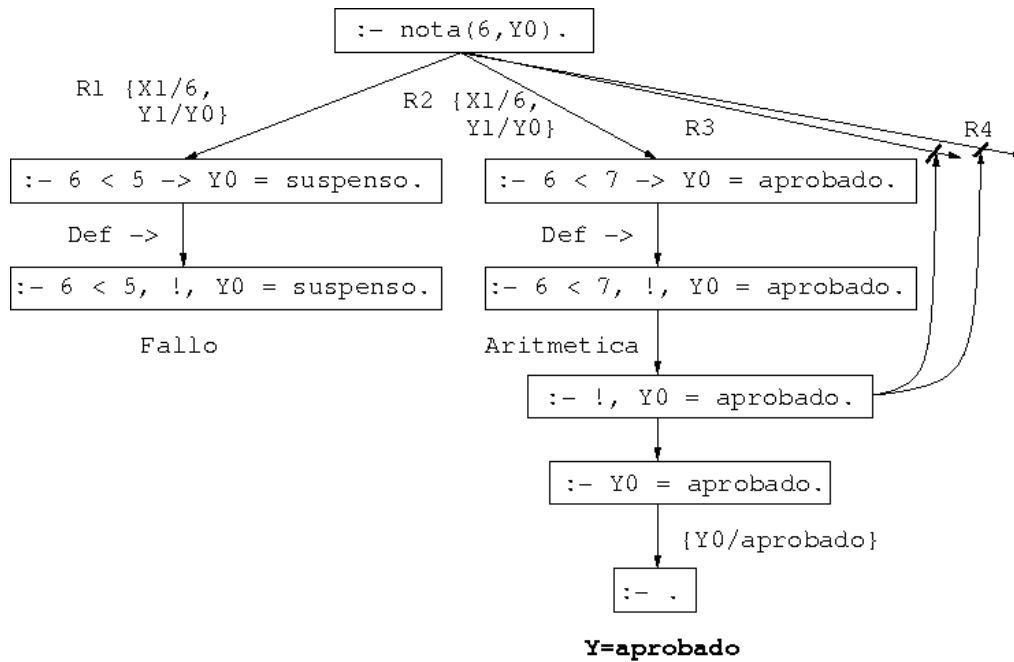 :- nota(6,Y0).
R1 {X1/6,
Y1/Y0}
R2 {X1/6,
Y1/Y0}
R3
R4
:- 6 < 5 -> Y0 = suspenso.
:- 6 < 7 -> Y0 = aprobado.
Def ->
Def ->
:- 6 < 5, !, Y0 = suspenso.
:- 6 < 7, !, Y0 = aprobado.
Fallo
Aritmetica
:- !, Y0 = aprobado.
:- Y0 = aprobado.
{Y0/aprobado}
:- .
Y=aprobado